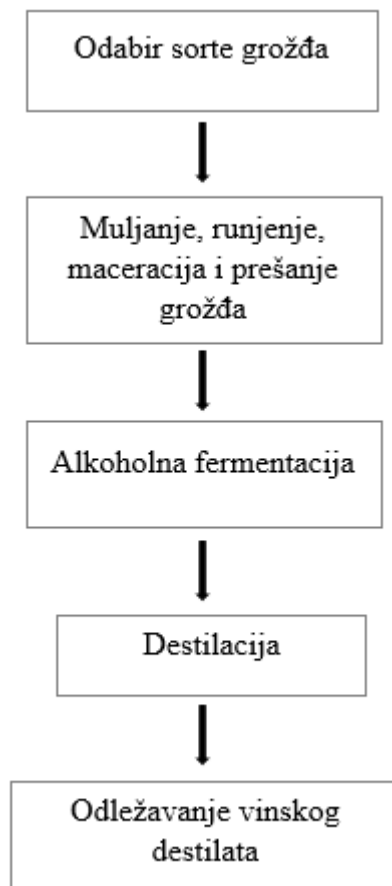 Odabir sorte grožđa
Muljanje, runjenje,
maceracija i prešanje
grožđa
Alkoholna fermentacija
Destilacija
Odležavanje vinskog
destilata